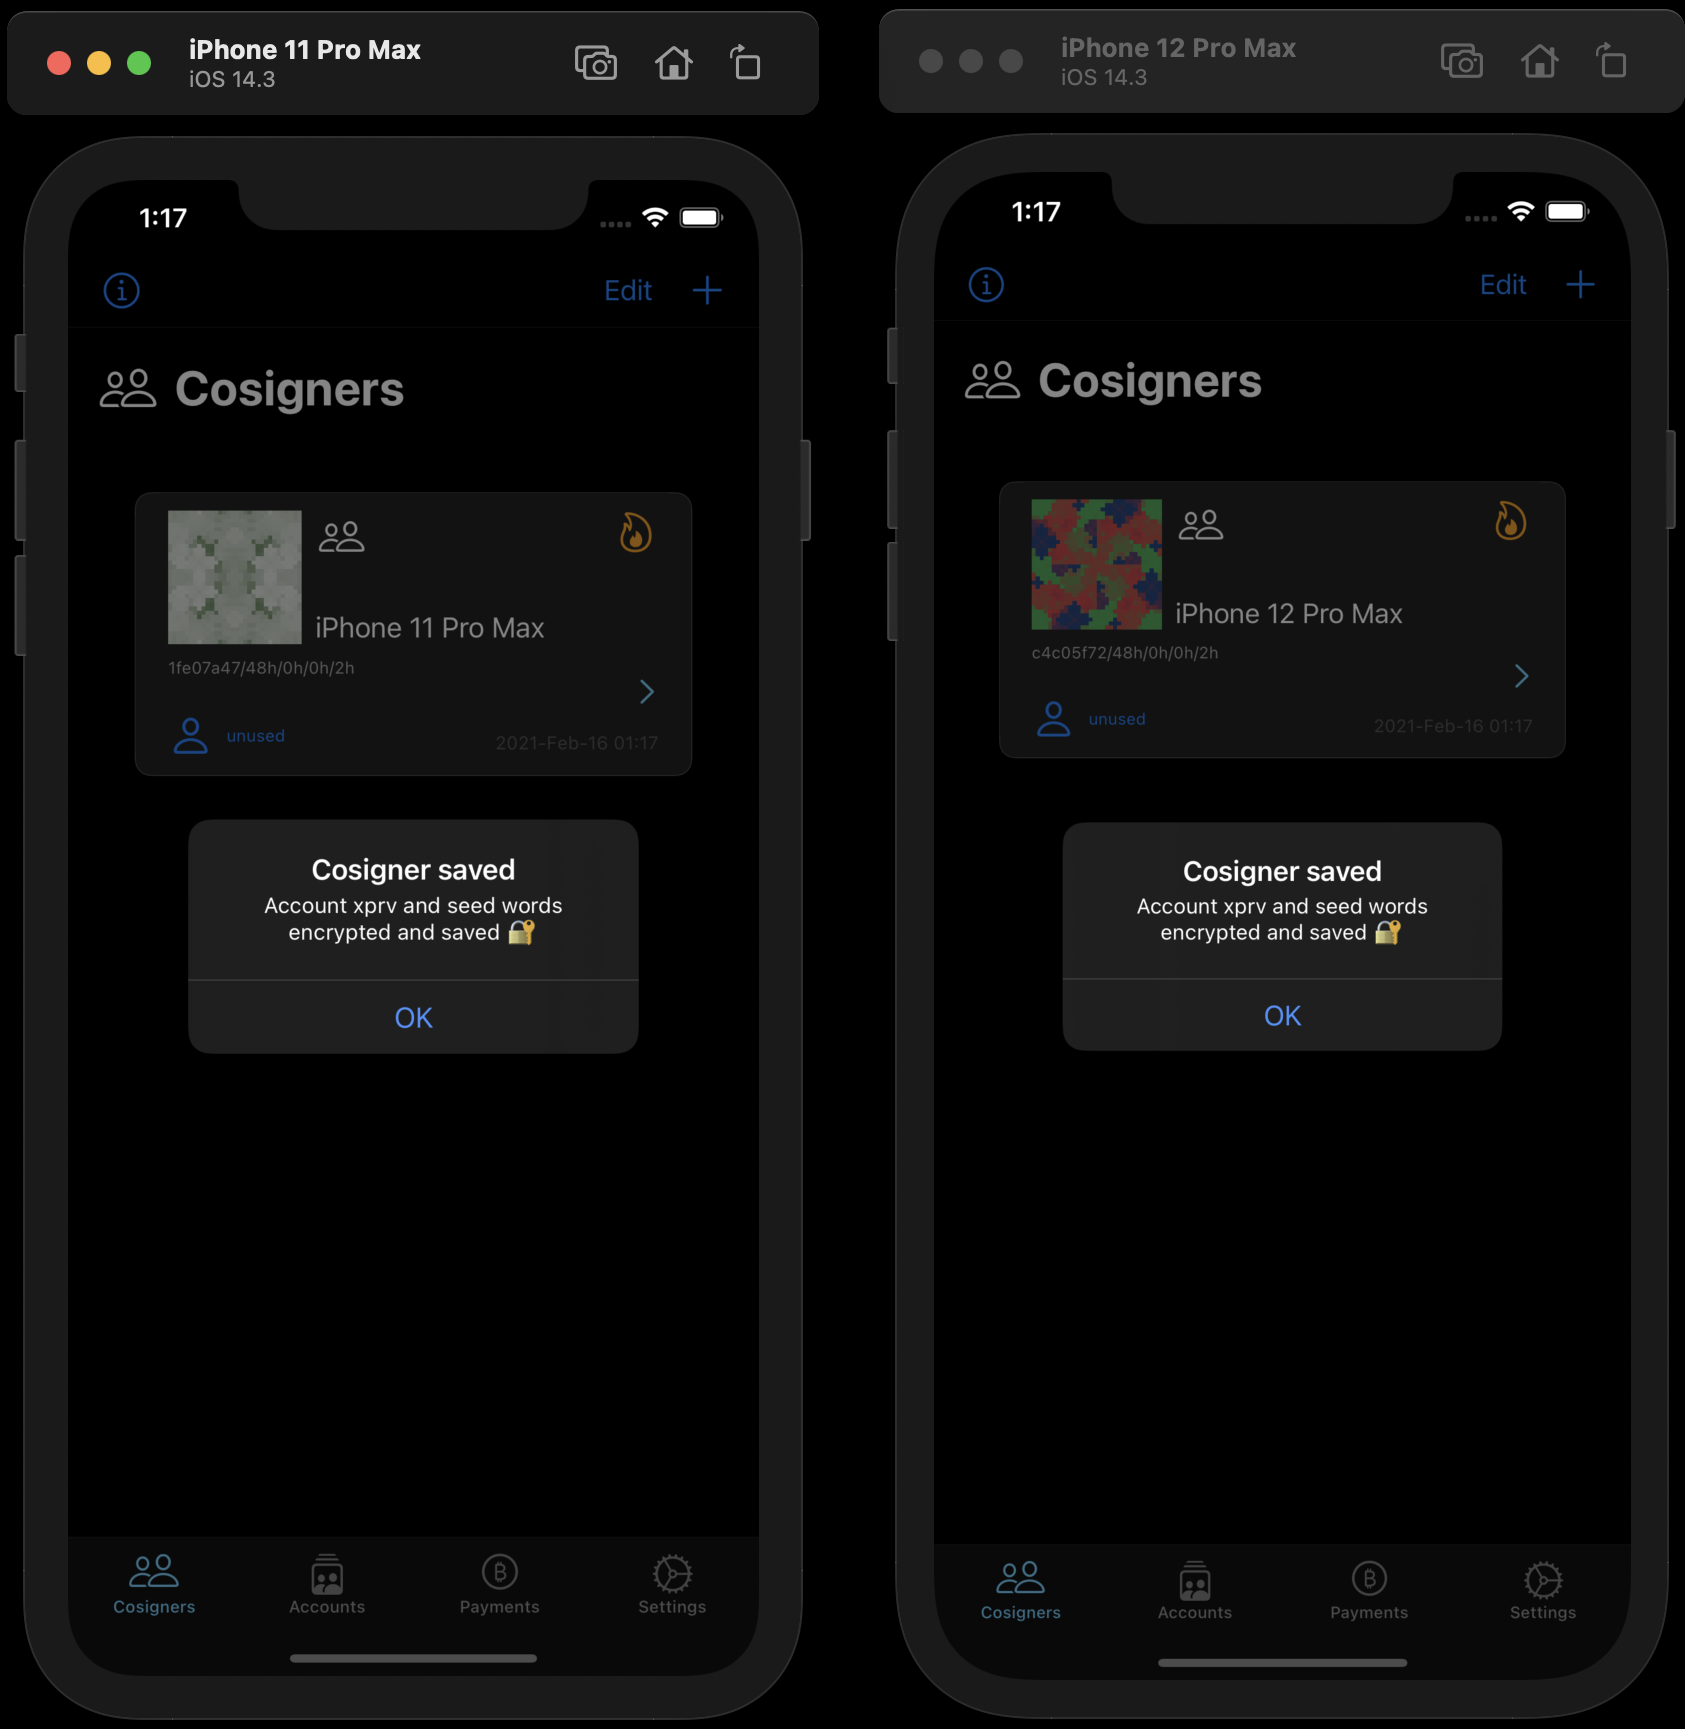 iPhone 11 Pro Max
iOS 14.3
1:17
Edit
Cosigners
iPhone 11 Pro Max
1fe07a47/48h/0h/0h/2h
unused
2021-Feb-16 01:17
Cosigner saved
Account xprv and seed words
encrypted and saved 🔐
OK
Cosigners
Accounts
Payments
Settings
iPhone 12 Pro Max
iOS 14.3
1:17
Edit
Cosigners
iPhone 12 Pro Max
c4c05f72/48h/0h/0h/2h
unused
2021-Feb-16 01:17
Cosigner saved
Account xprv and seed words
encrypted and saved 🔐
OK
Cosigners
Accounts
Payments
Settings